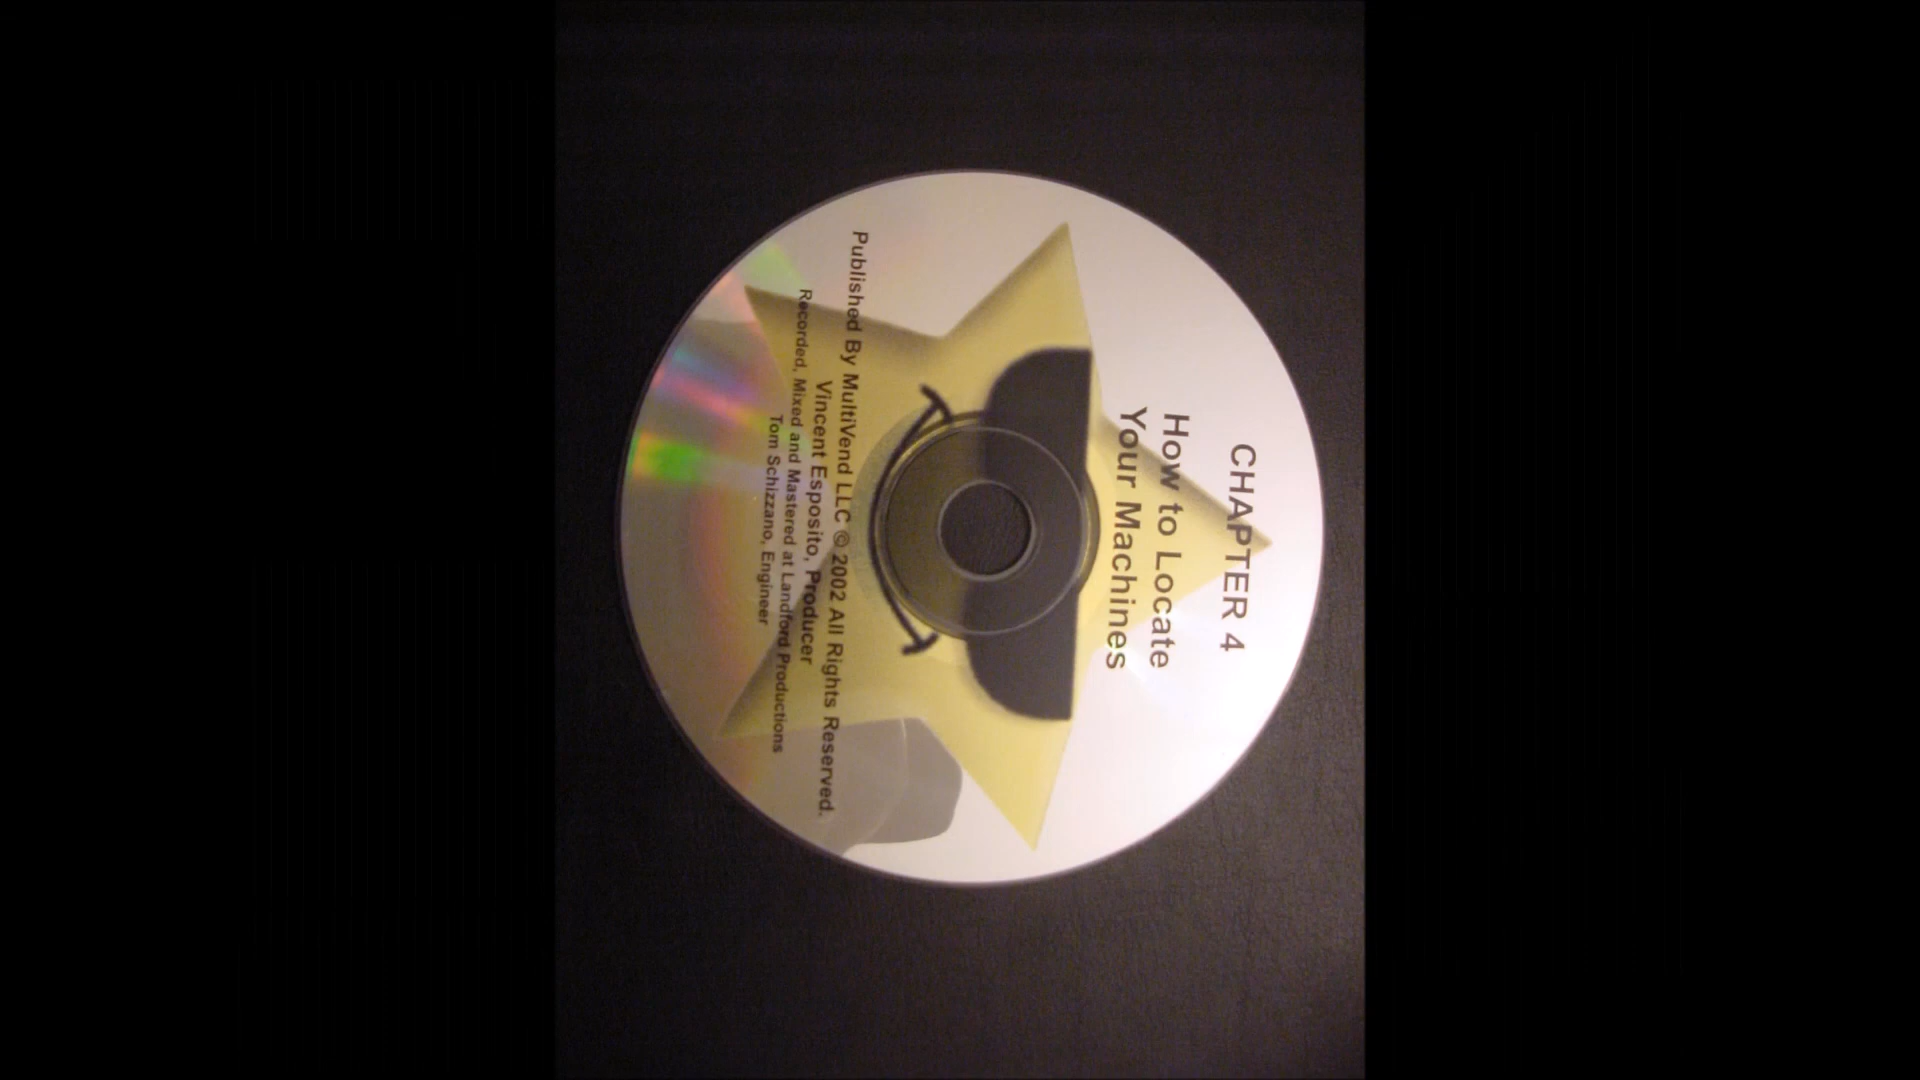 CHAPTER 4
How to Locate
Your Machines
Published By MultiVend LLC © 2002 All Rights Reserved.
Vincent Esposito, Producer
Recorded, Mixed and Mastered at Landford Productions
Tom Schizzano, Engineer